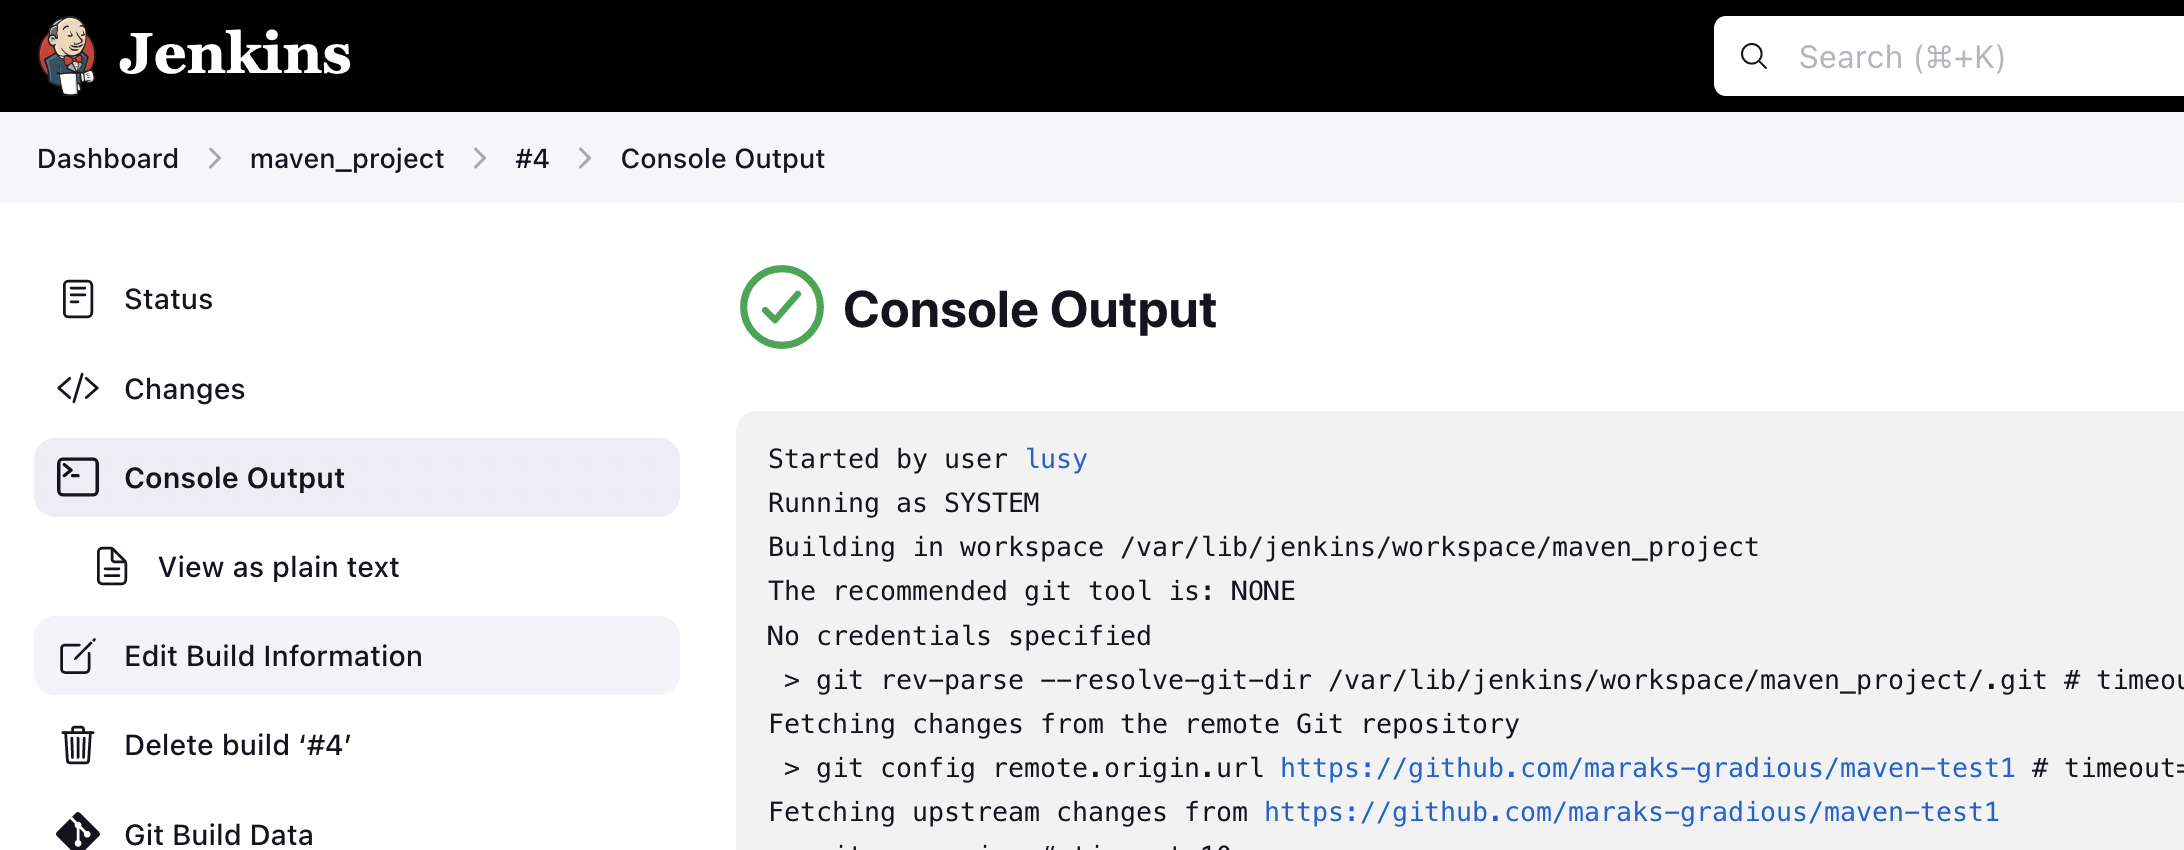 Jenkins
Search (⌘+K)
Dashboard > maven_project > #4 > Console Output
Status
Changes
Console Output
View as plain text
Edit Build Information
Delete build ‘#4’
Git Build Data
Console Output
Started by user lusy
Running as SYSTEM
Building in workspace /var/lib/jenkins/workspace/maven_project
The recommended git tool is: NONE
No credentials specified
> git rev-parse --resolve-git-dir /var/lib/jenkins/workspace/maven_project/.git # timeou
Fetching changes from the remote Git repository
> git config remote.origin.url https://github.com/maraks-gradious/maven-test1 # timeout=
Fetching upstream changes from https://github.com/maraks-gradious/maven-test1